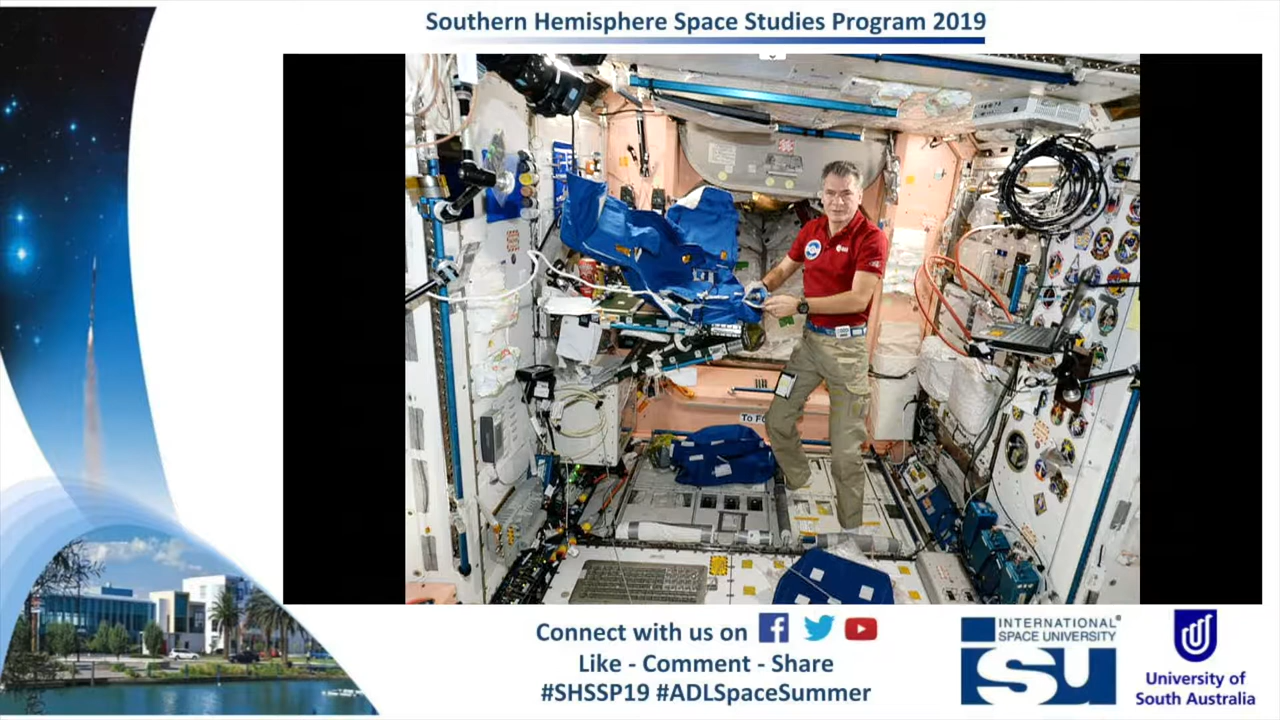 Southern Hemisphere Space Studies Program 2019
To F
Connect with us on
Like - Comment - Share
#SHSSP19 #ADLSpaceSummer
INTERNATIONAL®
SPACE UNIVERSITY
ISU
University of
South Australia